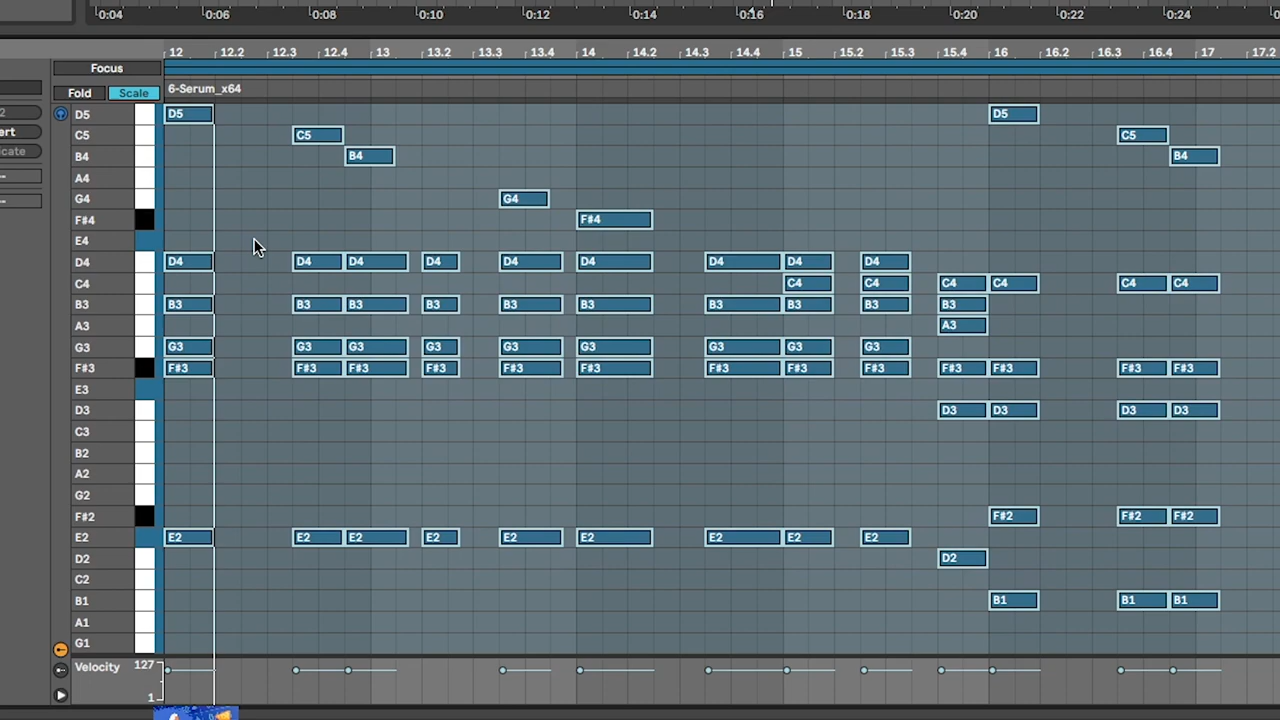 0:04 0:06 0:08 0:10 0:12 0:14 0:16 0:18 0:20 0:22 0:24
12 12.2 12.3 12.4 13 13.2 13.3 13.4 14 14.2 14.3 14.4 15 15.2 15.3 15.4 16 16.2 16.3 16.4 17 17.2
Focus
Fold Scale 6-Serum_x64
D5 D5 D5
C5 C5 C5
B4 B4 B4
A4
G4 G4
F#4 F#4
E4
D4 D4 D4 D4 D4 D4 D4 D4 D4 D4
C4 C4 C4 C4 C4 C4 C4
B3 B3 B3 B3 B3 B3 B3 B3 B3 B3 B3
A3 A3
G3 G3 G3 G3 G3 G3 G3 G3 G3 G3
F#3 F#3 F#3 F#3 F#3 F#3 F#3 F#3 F#3 F#3 F#3 F#3 F#3 F#3
E3
D3 D3 D3 D3 D3
C3
B2
A2
G2
F#2 F#2 F#2 F#2
E2 E2 E2 E2 E2 E2 E2 E2 E2 E2
D2 D2
C2
B1 B1 B1 B1
A1
G1
Velocity 127
1